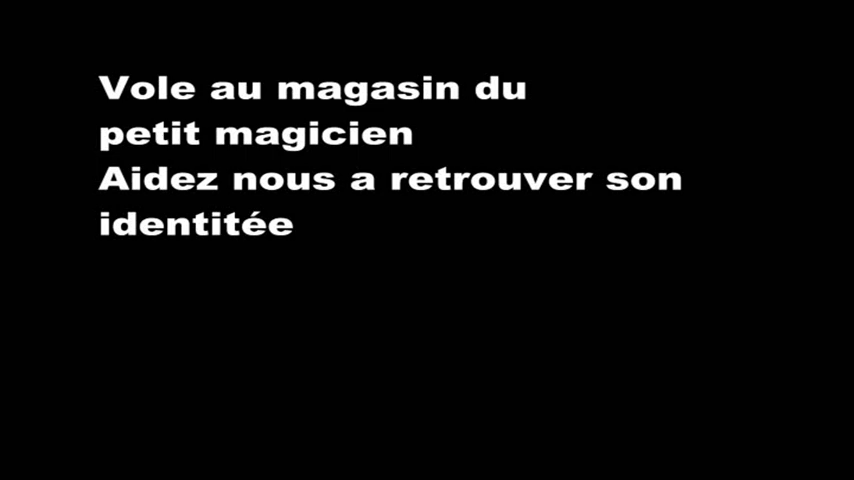 Vole au magasin du
petit magicien
Aidez nous a retrouver son
identitée